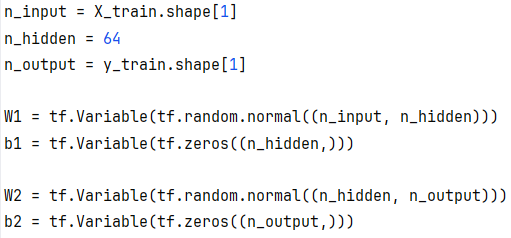 n_input = X_train.shape[1]
n_hidden = 64
n_output = y_train.shape[1]
W1 = tf.Variable(tf.random.normal((n_input, n_hidden)))
b1 = tf.Variable(tf.zeros((n_hidden,)))
W2 = tf.Variable(tf.random.normal((n_hidden, n_output)))
b2 = tf.Variable(tf.zeros((n_output,)))